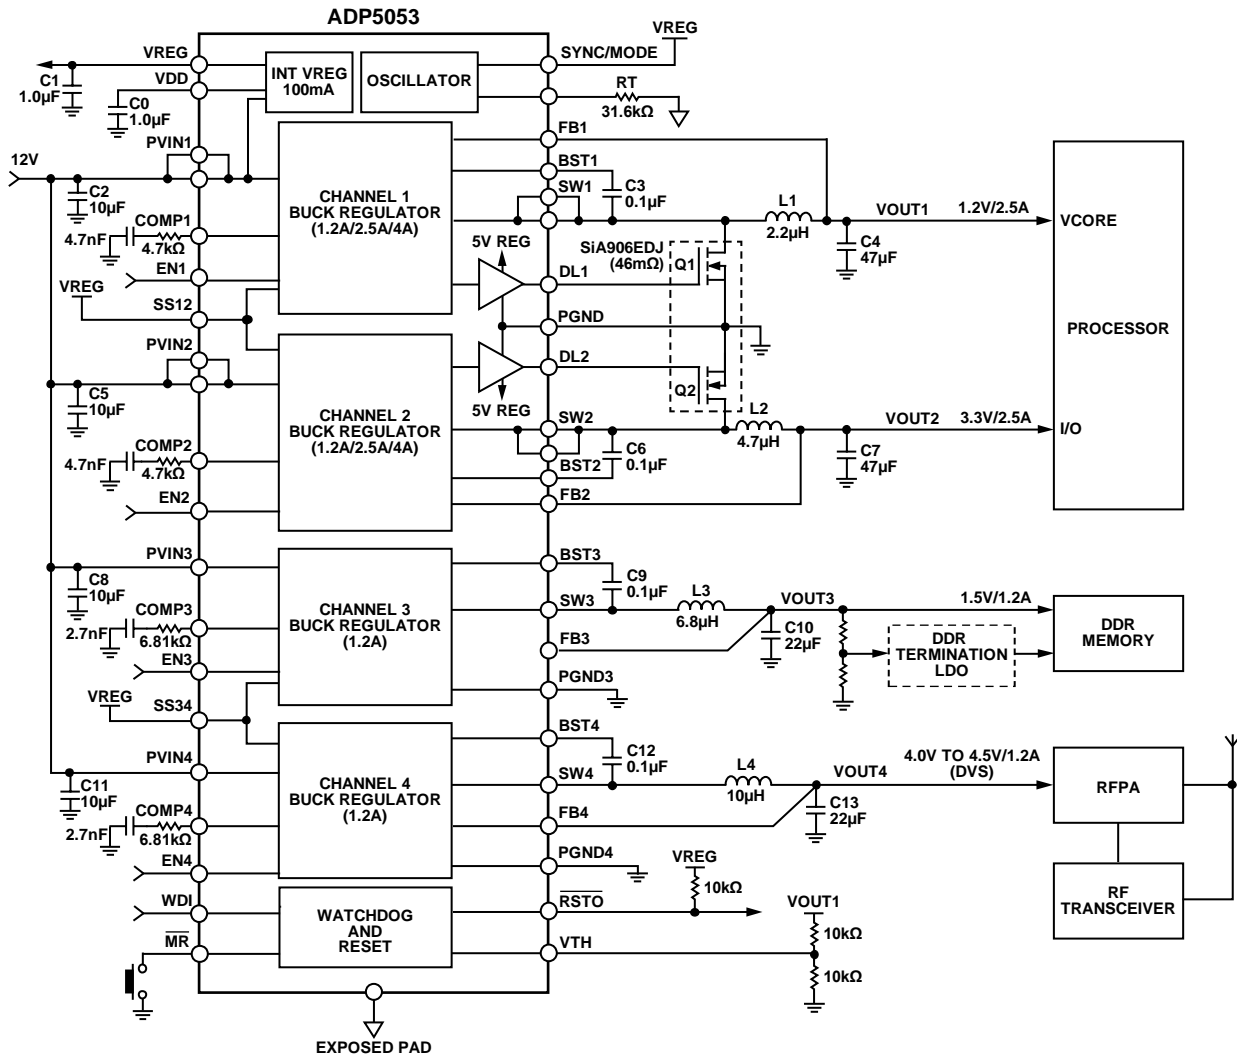 ADP5053
VREG
VREG
SYNC/MODE
C1
1.0µF
VDD
C0
1.0µF
INT VREG
100mA
OSCILLATOR
RT
31.6kΩ
12V
PVIN1
C2
10µF
COMP1
4.7nF
4.7kΩ
EN1
VREG
SS12
CHANNEL 1
BUCK REGULATOR
(1.2A/2.5A/4A)
FB1
BST1
SW1
C3
0.1µF
L1
2.2µH
VOUT1
1.2V/2.5A
VCORE
C4
47µF
SiA906EDJ
(46mΩ)
Q1
5V REG
DL1
PGND
PROCESSOR
PVIN2
C5
10µF
COMP2
4.7nF
4.7kΩ
EN2
CHANNEL 2
BUCK REGULATOR
(1.2A/2.5A/4A)
DL2
5V REG
Q2
SW2
L2
4.7µH
VOUT2
3.3V/2.5A
I/O
C6
0.1µF
BST2
FB2
C7
47µF
PVIN3
C8
10µF
COMP3
2.7nF
6.81kΩ
EN3
VREG
SS34
CHANNEL 3
BUCK REGULATOR
(1.2A)
BST3
C9
0.1µF
SW3
L3
6.8µH
VOUT3
1.5V/1.2A
FB3
C10
22µF
DDR
TERMINATION
LDO
DDR
MEMORY
PGND3
PVIN4
C11
10µF
COMP4
2.7nF
6.81kΩ
EN4
CHANNEL 4
BUCK REGULATOR
(1.2A)
BST4
C12
0.1µF
SW4
L4
10µH
VOUT4
4.0V TO 4.5V/1.2A
(DVS)
RFPA
FB4
C13
22µF
PGND4
VREG
10kΩ
RF
TRANSCEIVER
WDI
MR
WATCHDOG
AND
RESET
RSTO
VTH
VOUT1
10kΩ
10kΩ
EXPOSED PAD